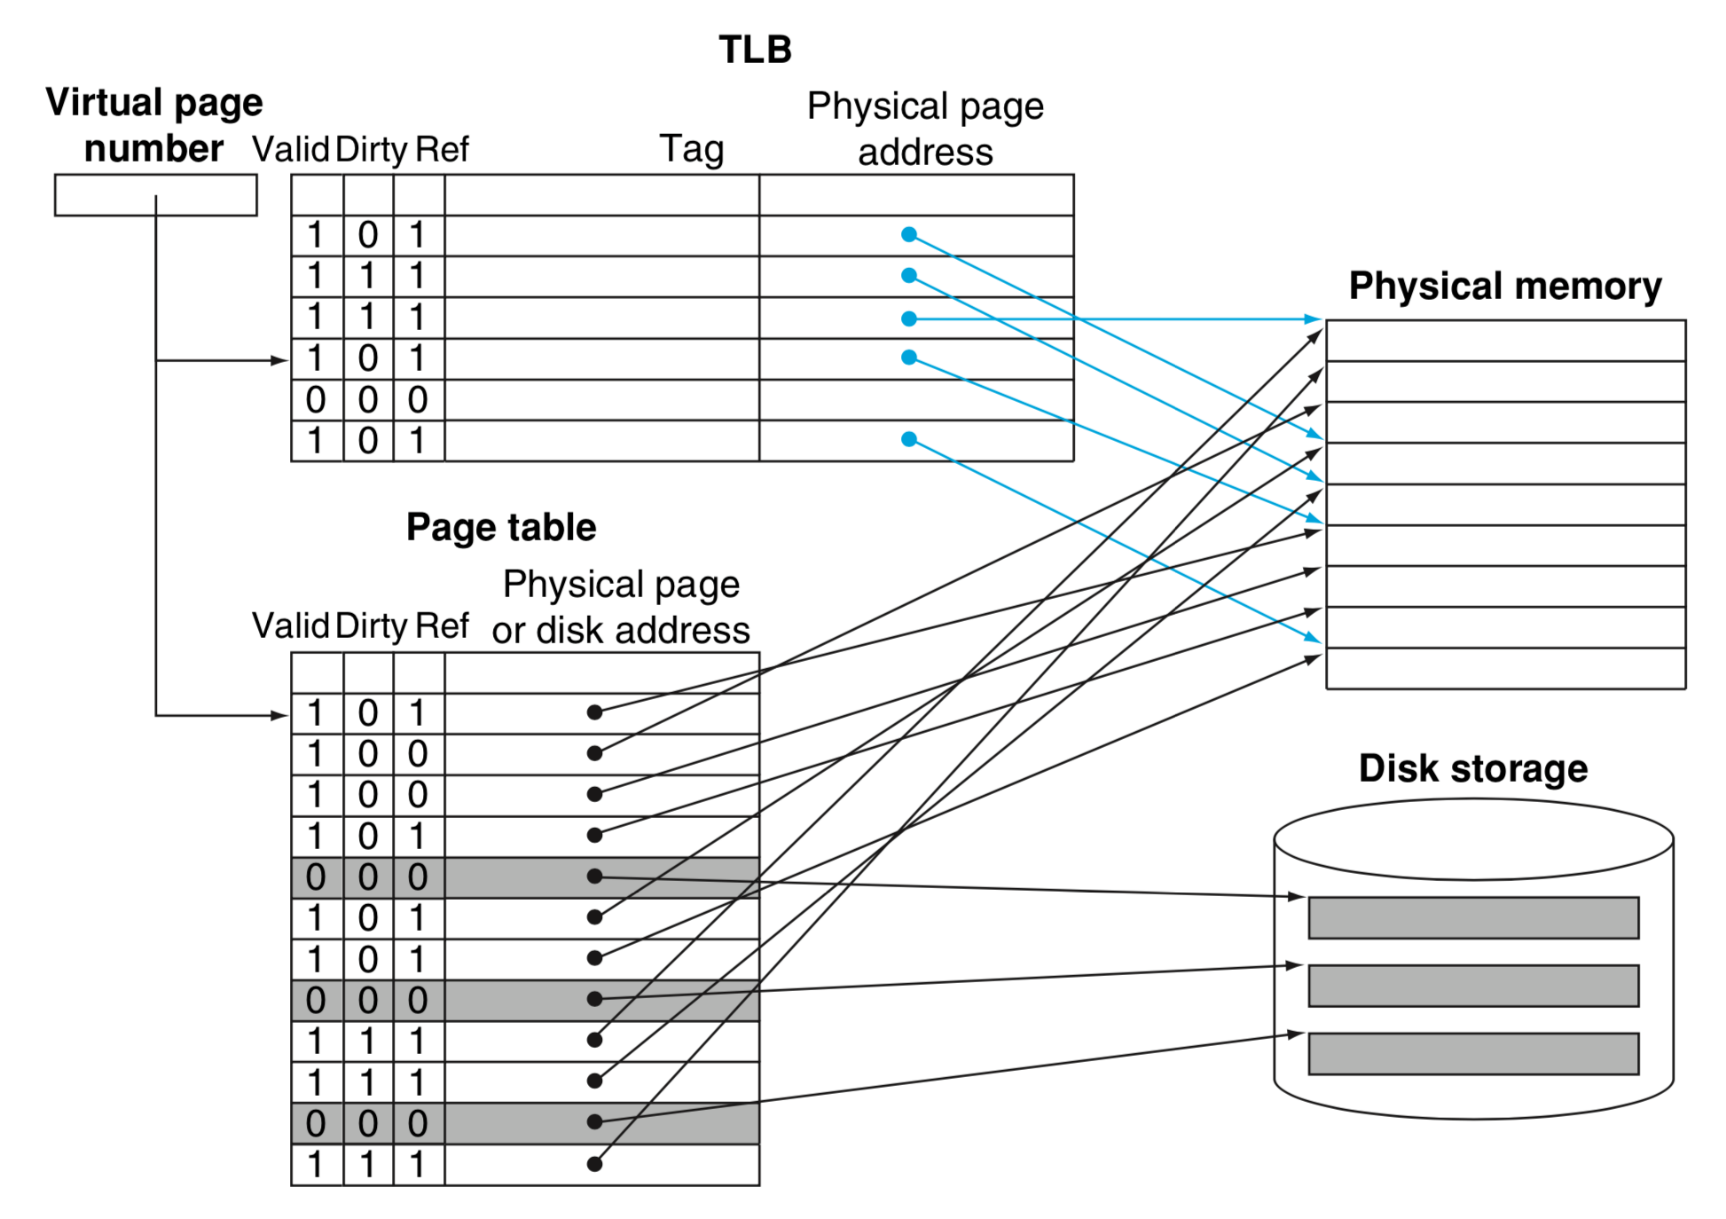 TLB
Virtual page
number
Valid Dirty Ref
Tag
Physical page
address
1 0 1
1 1 1
1 1 1
1 0 1
0 0 0
1 0 1
Physical memory
Page table
Physical page
or disk address
Valid Dirty Ref
1 0 1
1 0 0
1 0 0
1 0 1
0 0 0
1 0 1
1 0 1
0 0 0
1 1 1
1 1 1
0 0 0
1 1 1
Disk storage